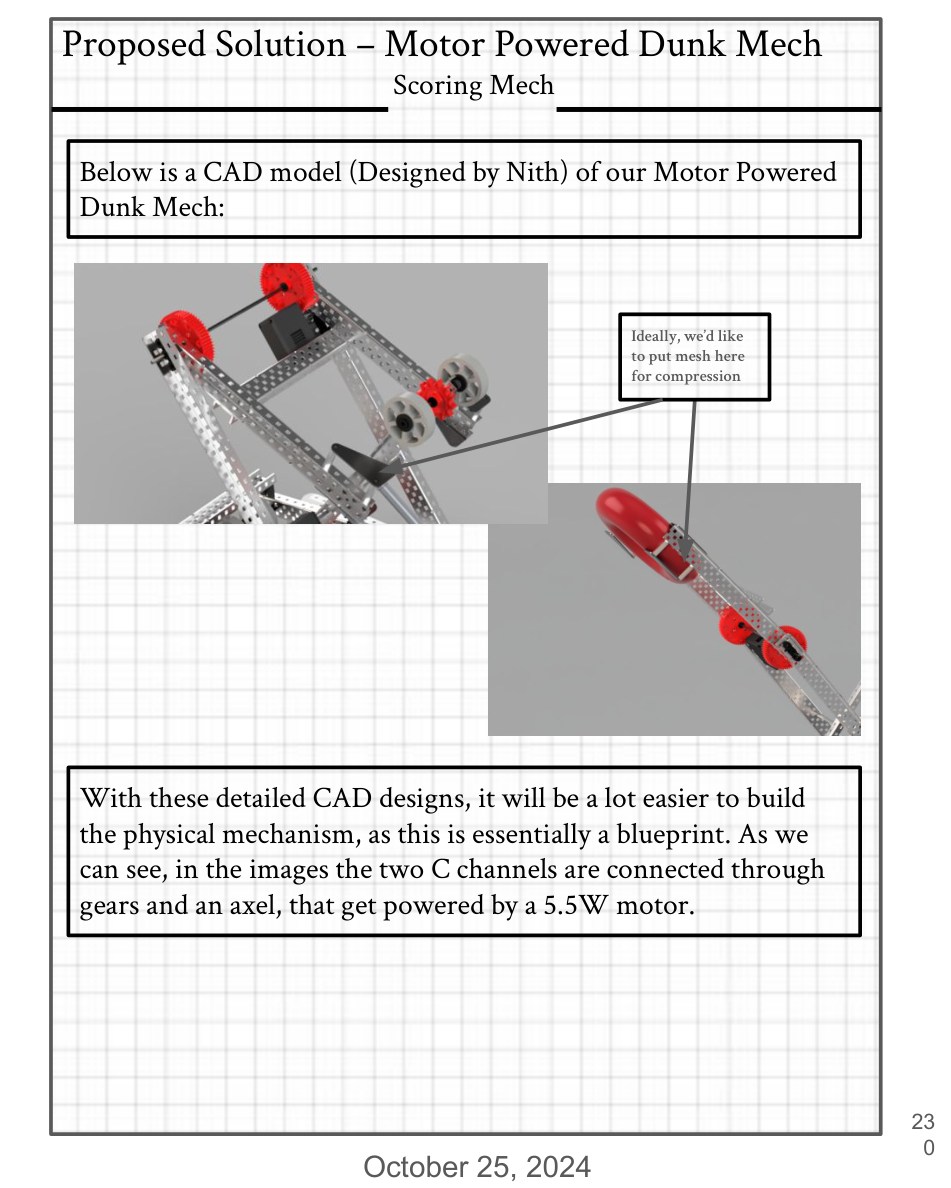 Proposed Solution – Motor Powered Dunk Mech
Scoring Mech
Below is a CAD model (Designed by Nith) of our Motor Powered
Dunk Mech:
Ideally, we'd like
to put mesh here
for compression
With these detailed CAD designs, it will be a lot easier to build
the physical mechanism, as this is essentially a blueprint. As we
can see, in the images the two C channels are connected through
gears and an axel, that get powered by a 5.5W motor.
23
0
October 25, 2024